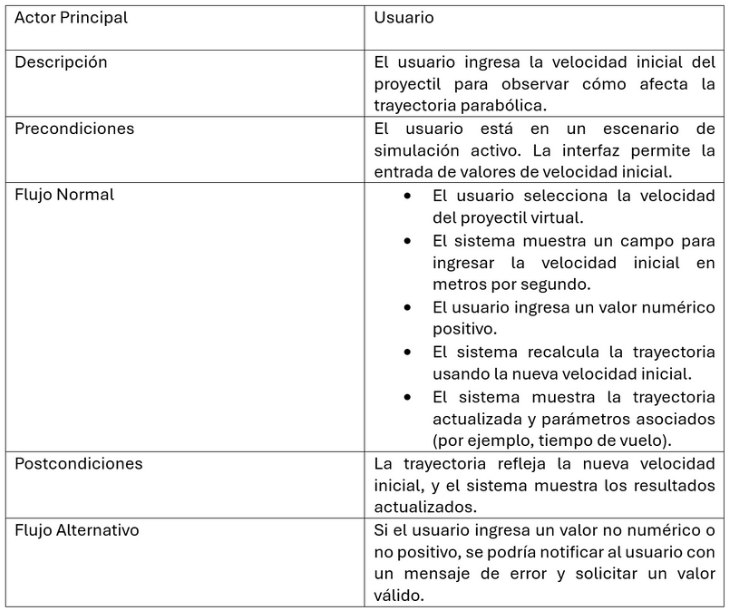 Actor Principal
Usuario
Descripción
El usuario ingresa la velocidad inicial del
proyectil para observar cómo afecta la
trayectoria parabólica.
Precondiciones
El usuario está en un escenario de
simulación activo. La interfaz permite la
entrada de valores de velocidad inicial.
Flujo Normal
• El usuario selecciona la velocidad
del proyectil virtual.
• El sistema muestra un campo para
ingresar la velocidad inicial en
metros por segundo.
• El usuario ingresa un valor numérico
positivo.
• El sistema recalcula la trayectoria
usando la nueva velocidad inicial.
• El sistema muestra la trayectoria
actualizada y parámetros asociados
(por ejemplo, tiempo de vuelo).
Postcondiciones
La trayectoria refleja la nueva velocidad
inicial, y el sistema muestra los resultados
actualizados.
Flujo Alternativo
Si el usuario ingresa un valor no numérico o
no positivo, se podría notificar al usuario con
un mensaje de error y solicitar un valor
válido.